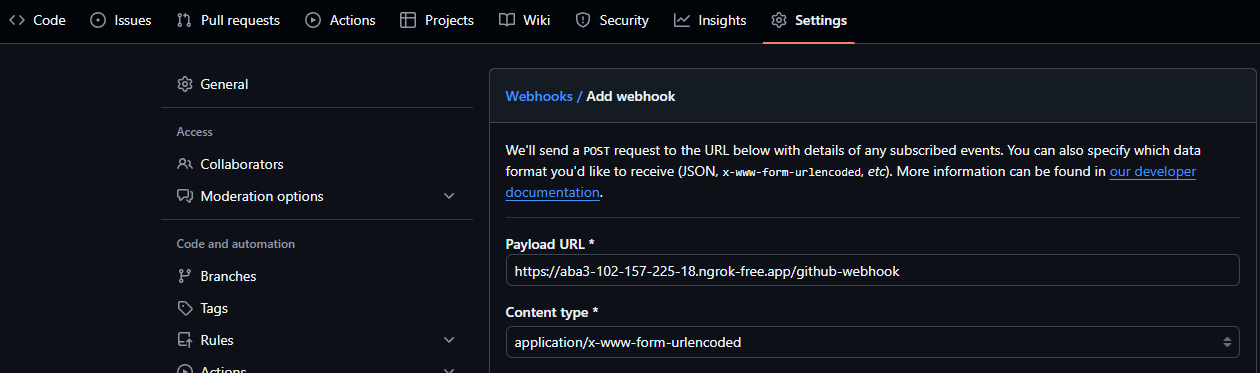 Code Issues Pull requests Actions Projects Wiki Security Insights Settings
General
Access
Collaborators
Moderation options
Code and automation
Branches
Tags
Rules
Actions
Webhooks / Add webhook
We'll send a POST request to the URL below with details of any subscribed events. You can also specify which data
format you'd like to receive (JSON, x-www-form-urlencoded, etc). More information can be found in our developer
documentation.
Payload URL *
https://aba3-102-157-225-18.ngrok-free.app/github-webhook
Content type *
application/x-www-form-urlencoded